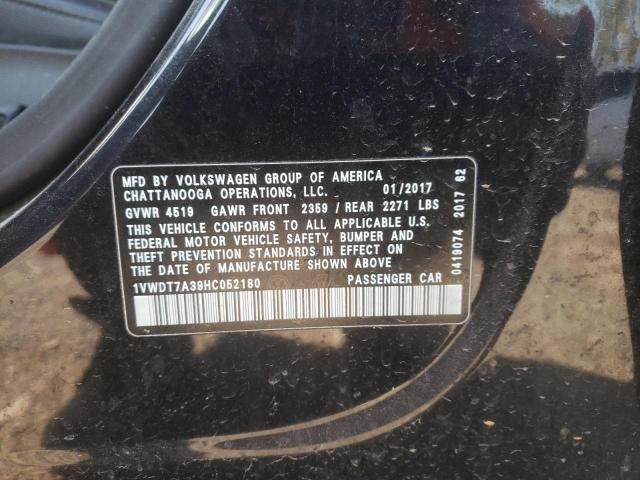 MFD BY VOLKSWAGEN GROUP OF AMERICA
CHATTANOOGA OPERATIONS, LLC. 01/2017
GVWR 4519 GAWR FRONT 2359 / REAR 2271 LBS
THIS VEHICLE CONFORMS TO ALL APPLICABLE U.S.
FEDERAL MOTOR VEHICLE SAFETY, BUMPER AND
THEFT PREVENTION STANDARDS IN EFFECT ON
THE DATE OF MANUFACTURE SHOWN ABOVE
1VWDT7A39HC052180 PASSENGER CAR
0419074 2017 62